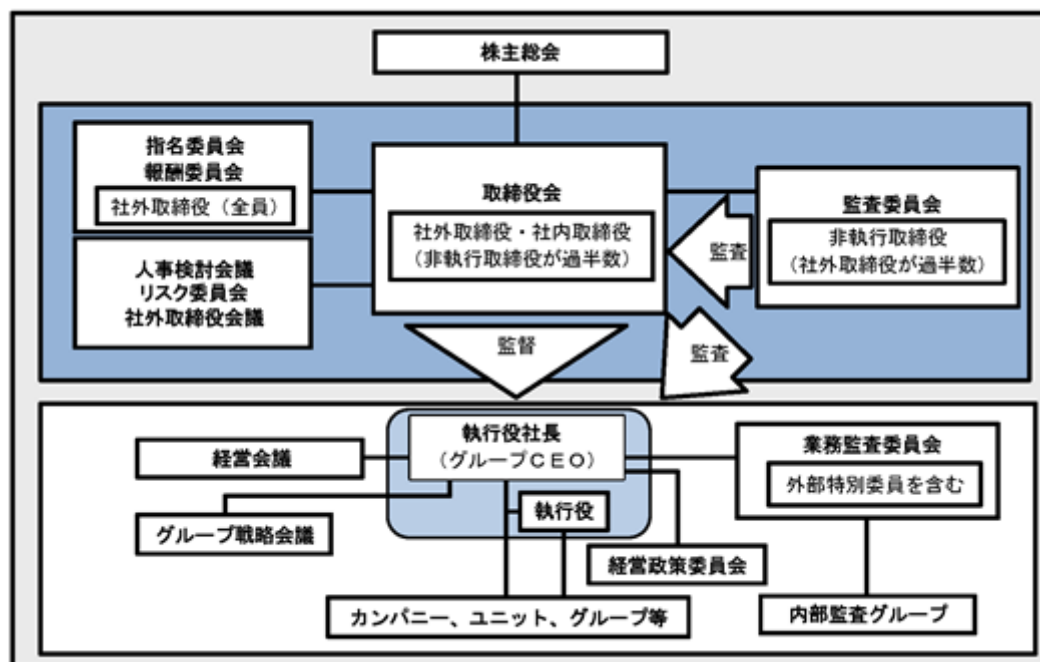 株主総会
指名委員会
報酬委員会
社外取締役（全員）
人事検討会議
リスク委員会
社外取締役会議
取締役会
社外取締役・社内取締役
（非執行取締役が過半数）
監査委員会
非執行取締役
（社外取締役が過半数）
監査
監督
監査
執行役社長
（グループＣＥＯ）
経営会議
グループ戦略会議
執行役
経営政策委員会
カンパニー、ユニット、グループ等
業務監査委員会
外部特別委員を含む
内部監査グループ